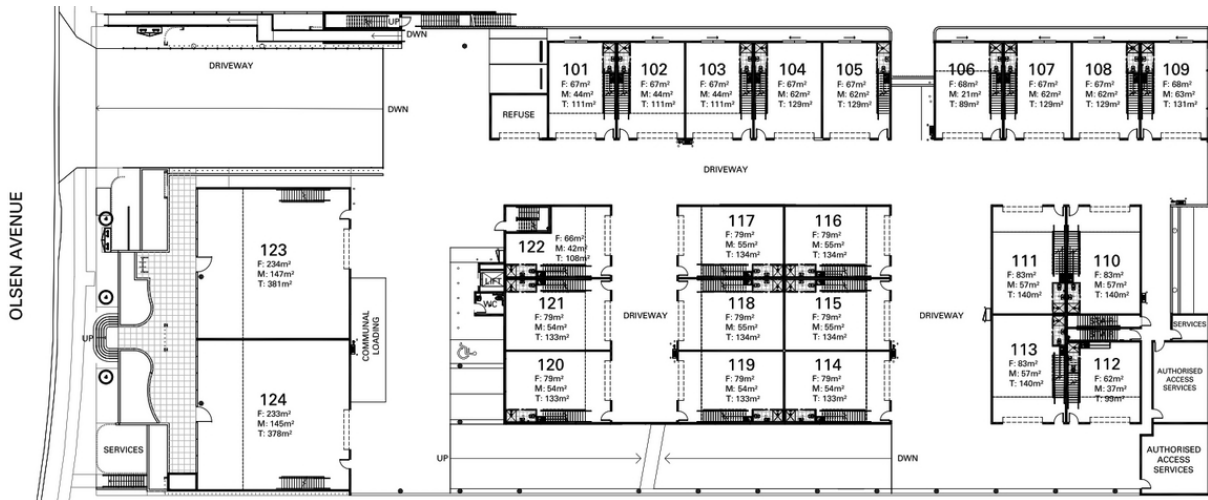 UP
DWN
DRIVEWAY
DWN
REFUSE
101
F: 67m²
M: 44m²
T: 111m²
102
F: 67m²
M: 44m²
T: 111m²
103
F: 67m²
M: 44m²
T: 111m²
104
F: 67m²
M: 62m²
T: 129m²
105
F: 67m²
M: 62m²
T: 129m²
106
F: 68m²
M: 21m²
T: 89m²
107
F: 67m²
M: 62m²
T: 129m²
108
F: 67m²
M: 62m²
T: 129m²
109
F: 68m²
M: 63m²
T: 131m²
DRIVEWAY
OLSEN AVENUE
123
F: 234m²
M: 147m²
T: 381m²
124
F: 233m²
M: 145m²
T: 378m²
COMMUNAL
LOADING
UP
SERVICES
122
F: 66m²
M: 42m²
T: 108m²
LIFT
WC
121
F: 79m²
M: 54m²
T: 133m²
120
F: 79m²
M: 54m²
T: 133m²
DRIVEWAY
117
F: 79m²
M: 55m²
T: 134m²
116
F: 79m²
M: 55m²
T: 134m²
118
F: 79m²
M: 55m²
T: 134m²
115
F: 79m²
M: 55m²
T: 134m²
119
F: 79m²
M: 54m²
T: 133m²
114
F: 79m²
M: 54m²
T: 133m²
DRIVEWAY
111
F: 83m²
M: 57m²
T: 140m²
110
F: 83m²
M: 57m²
T: 140m²
113
F: 83m²
M: 57m²
T: 140m²
112
F: 62m²
M: 37m²
T: 99m²
SERVICES
AUTHORISED
ACCESS
SERVICES
AUTHORISED
ACCESS
SERVICES
UP
DWN